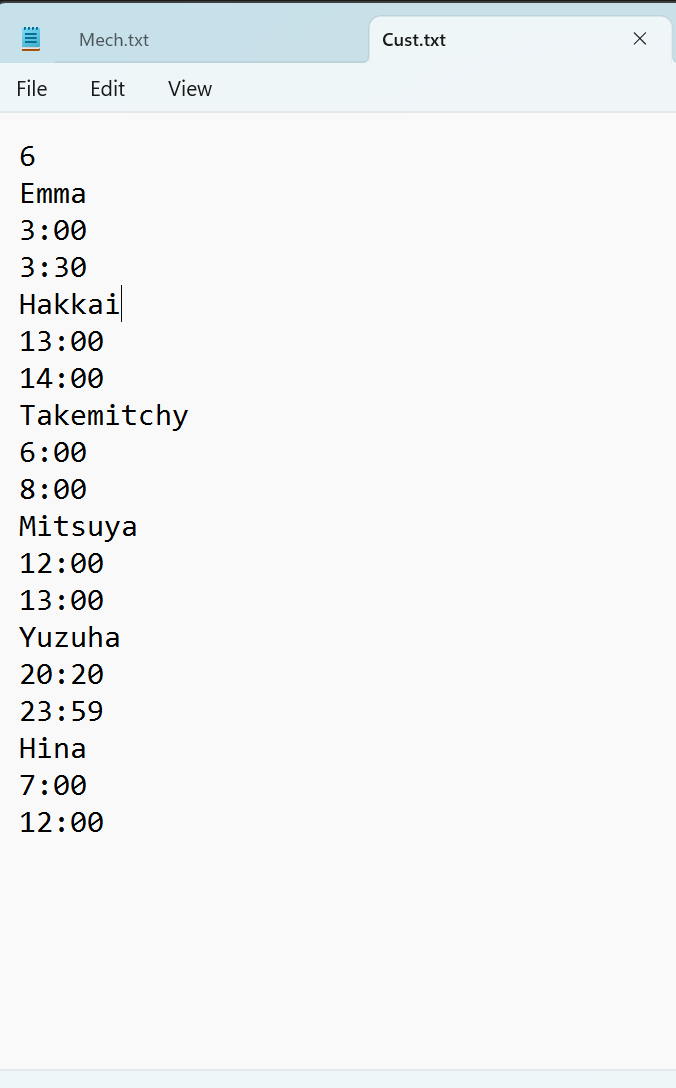 Mech.txt
Cust.txt
File Edit View
6
Emma
3:00
3:30
Hakkai
13:00
14:00
Takemitchy
6:00
8:00
Mitsuya
12:00
13:00
Yuzuha
20:20
23:59
Hina
7:00
12:00